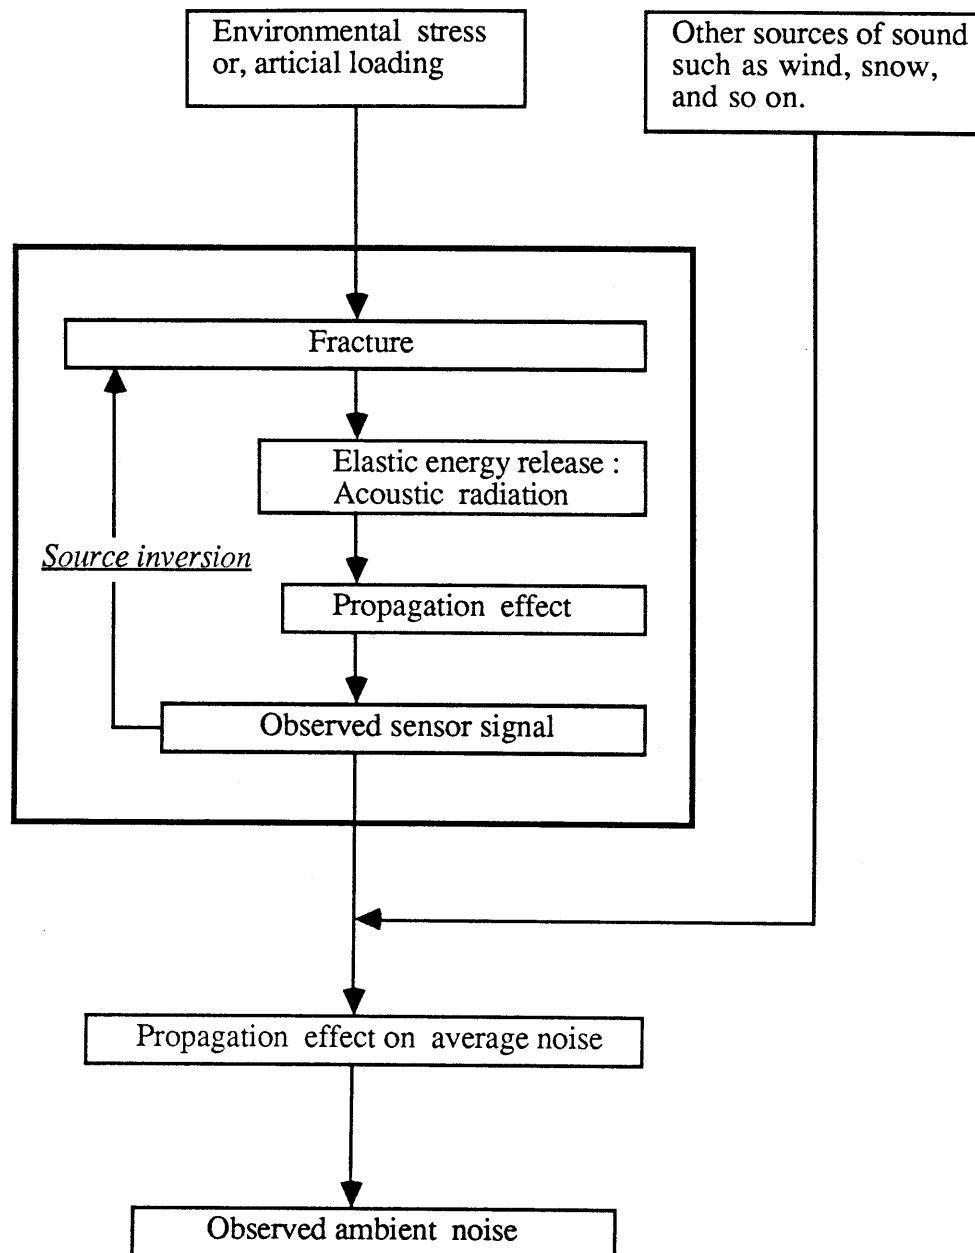 Environmental stress
or, articial loading
Other sources of sound
such as wind, snow,
and so on.
Fracture
Elastic energy release :
Acoustic radiation
Source inversion
Propagation effect
Observed sensor signal
Propagation effect on average noise
Observed ambient noise